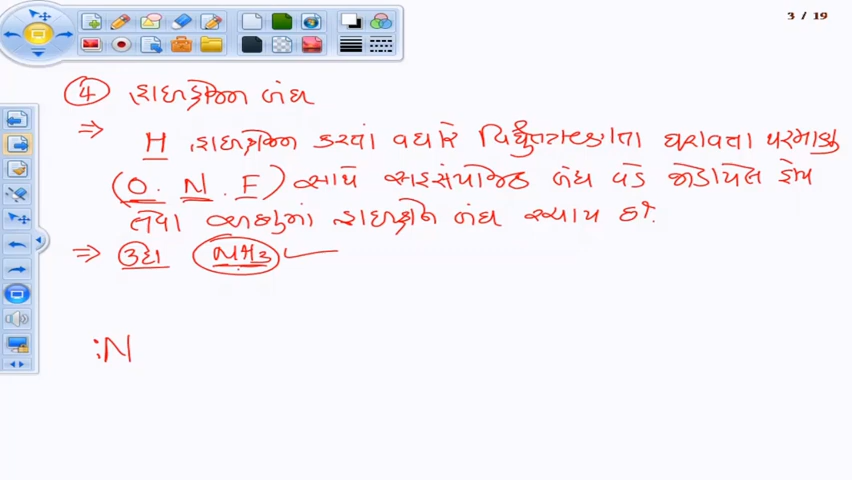 3 / 19
④ હાઇડ્રોજન બંધ
⇒ H હાઇડ્રોજન કરતાં વધારે વિદ્યુતઋણતા ધરાવતા પરમાણુ
(O. N. F) સાથે સહસંયોજક બંધ વડે જોડાયેલ હોય
તેવા અણુમાં હાઇડ્રોજન બંધ રચાય છે.
⇒ ઉદા NH3
:N